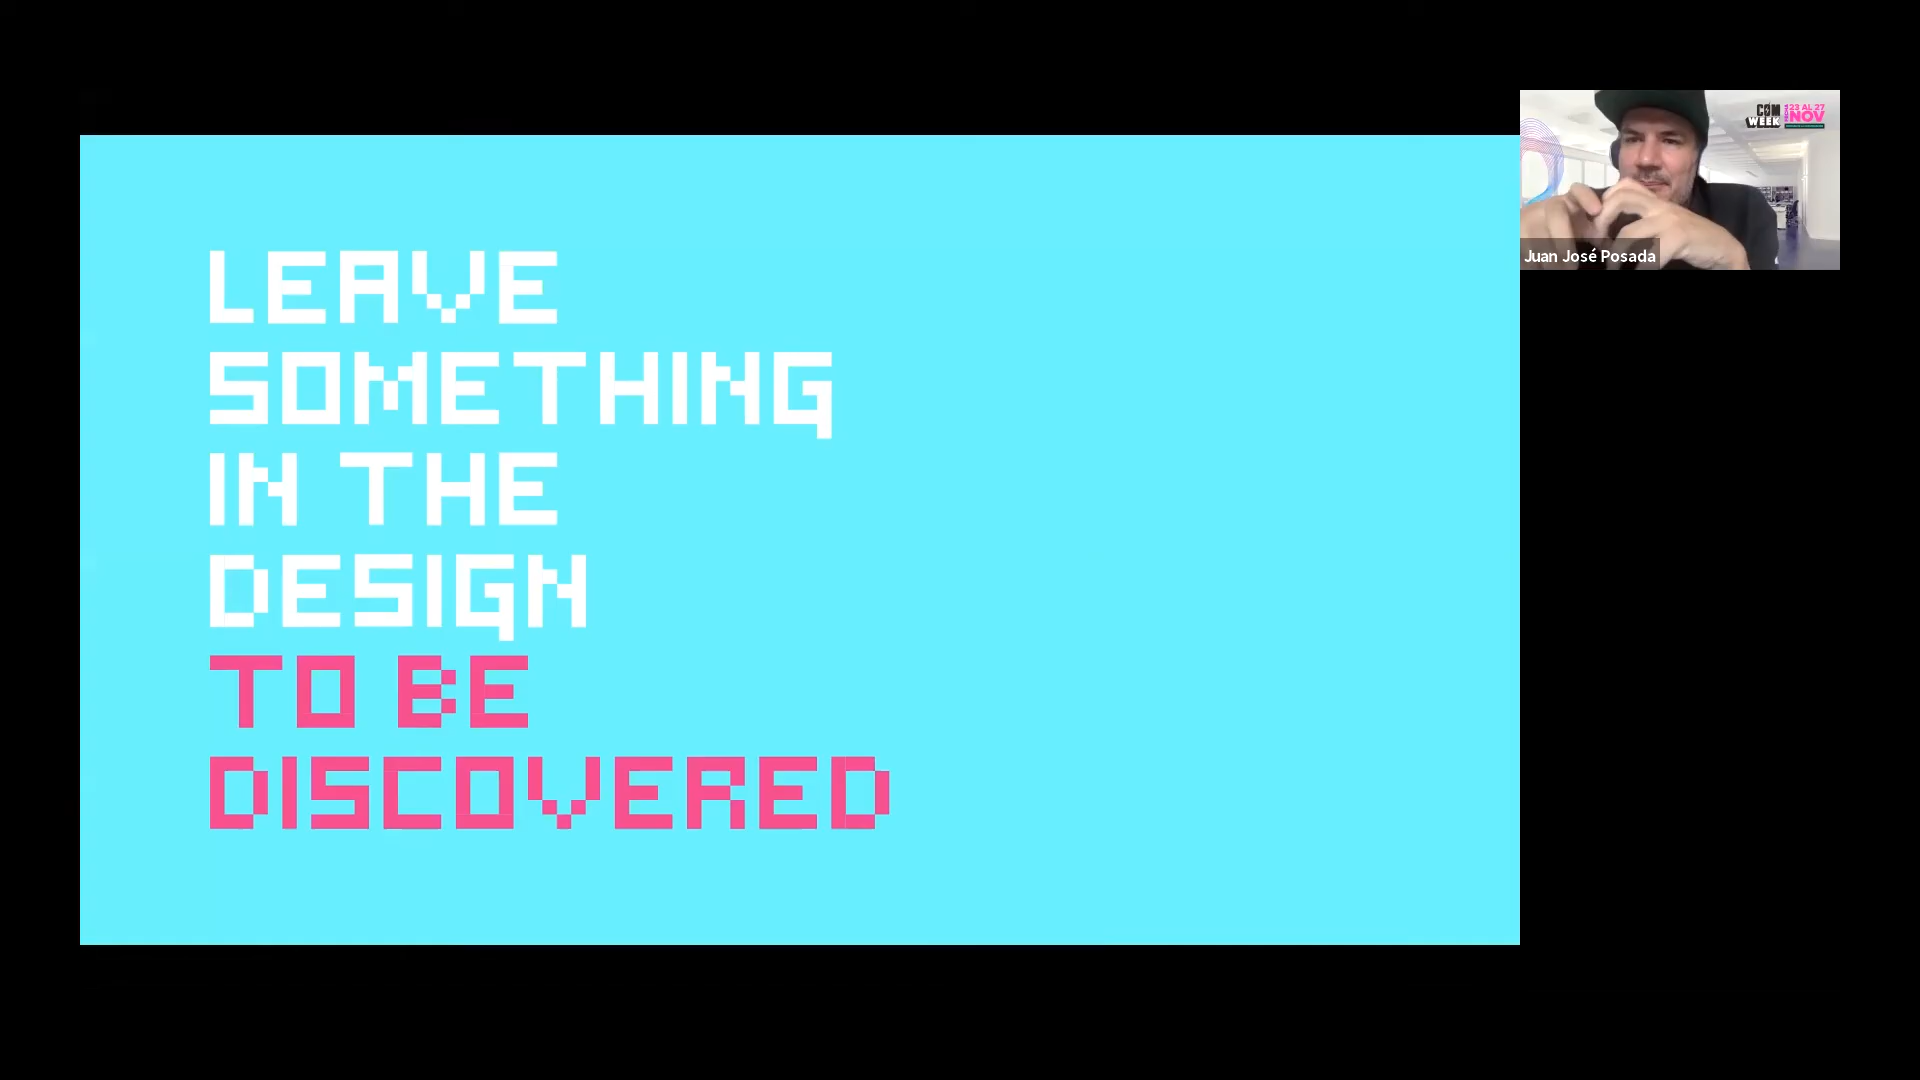 LEAVE
SOMETHING
IN THE
DESIGN
TO BE
DISCOVERED
COM
WEEK
23 AL 27
NOV
Juan José Posada